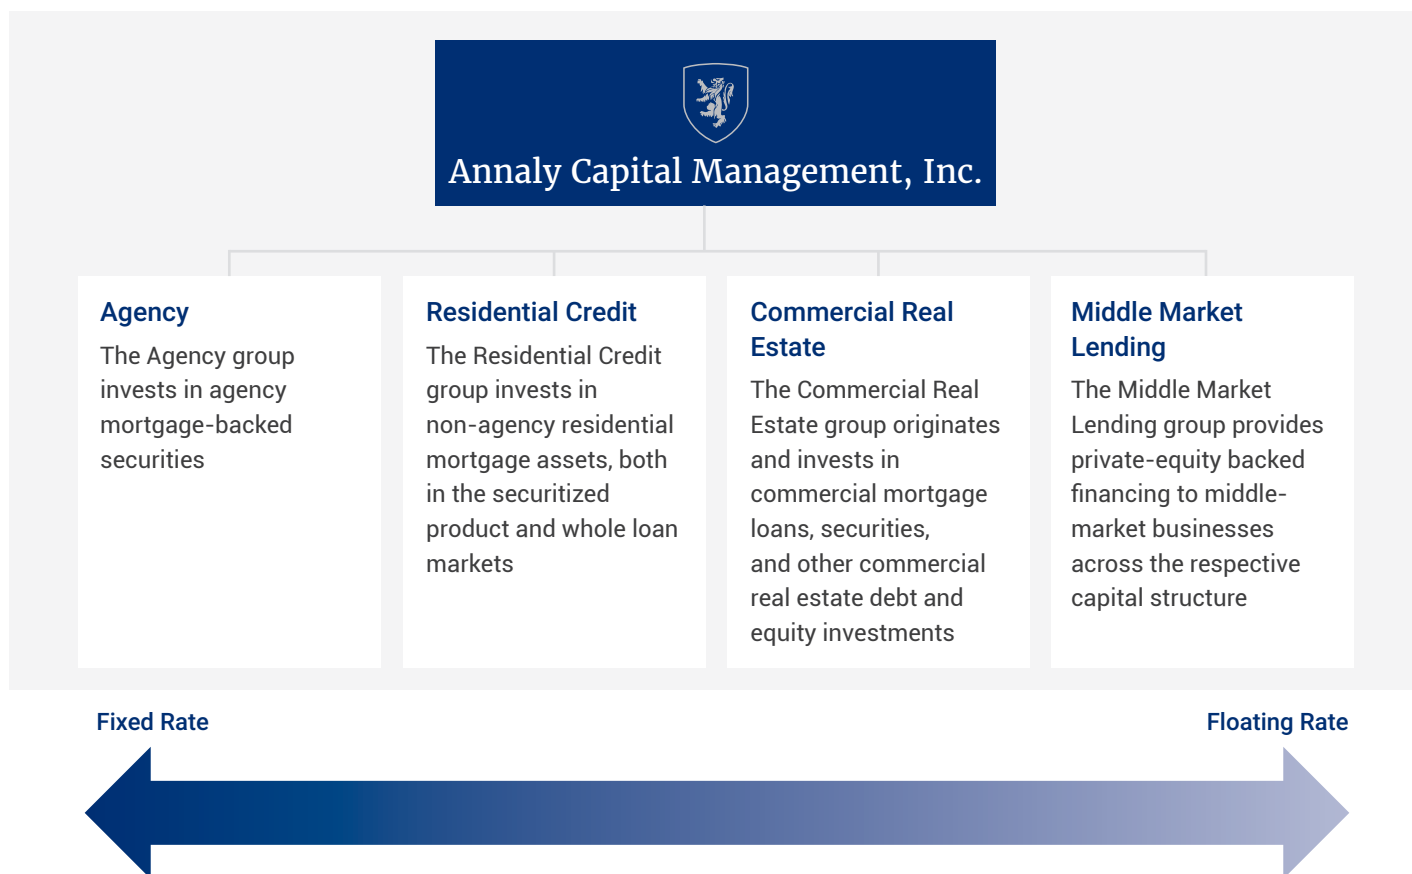 Annaly Capital Management, Inc.
Agency
The Agency group
invests in agency
mortgage-backed
securities
Residential Credit
The Residential Credit
group invests in
non-agency residential
mortgage assets, both
in the securitized
product and whole loan
markets
Commercial Real
Estate
The Commercial Real
Estate group originates
and invests in
commercial mortgage
loans, securities,
and other commercial
real estate debt and
equity investments
Middle Market
Lending
The Middle Market
Lending group provides
private-equity backed
financing to middle-
market businesses
across the respective
capital structure
Fixed Rate
Floating Rate